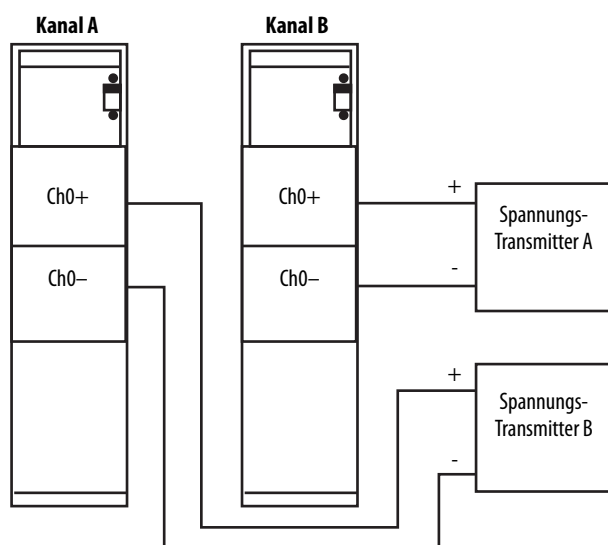 Kanal A
Kanal B
Ch0+
Ch0+
Ch0–
Ch0–
+
Spannungs-
Transmitter A
-
+
Spannungs-
Transmitter B
-